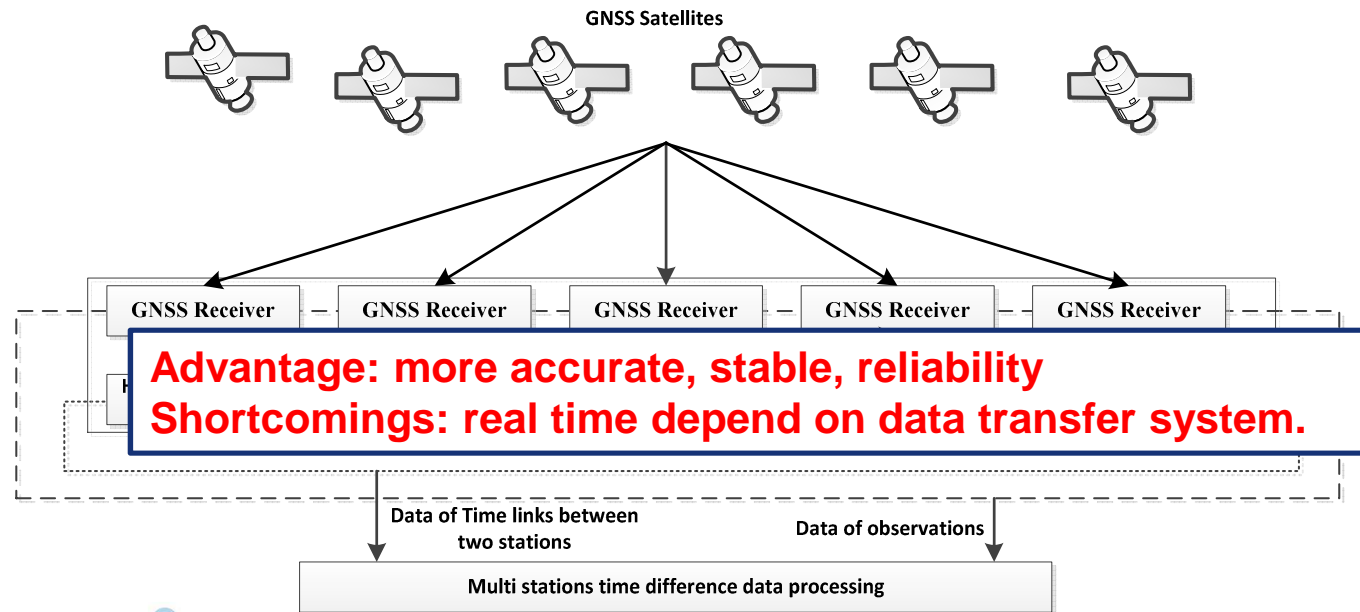 GNSS Satellites
GNSS Receiver GNSS Receiver GNSS Receiver GNSS Receiver GNSS Receiver
Advantage: more accurate, stable, reliability
Shortcomings: real time depend on data transfer system.
Data of Time links between
two stations
Data of observations
Multi stations time difference data processing